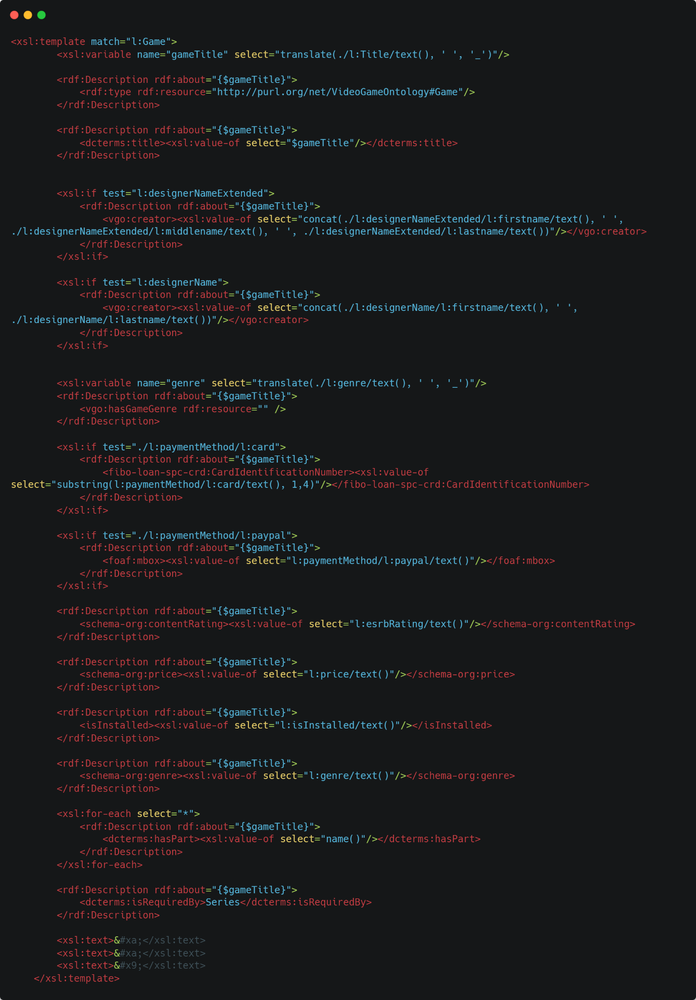 <xsl:template match="l:Game">
        <xsl:variable name="gameTitle" select="translate(./l:Title/text(), ' ', '_')"/>

        <rdf:Description rdf:about="{$gameTitle}">
            <rdf:type rdf:resource="http://purl.org/net/VideoGameOntology#Game"/>
        </rdf:Description>

        <rdf:Description rdf:about="{$gameTitle}">
            <dcterms:title><xsl:value-of select="$gameTitle"/></dcterms:title>
        </rdf:Description>


        <xsl:if test="l:designerNameExtended">
            <rdf:Description rdf:about="{$gameTitle}">
                <vgo:creator><xsl:value-of select="concat(./l:designerNameExtended/l:firstname/text(), ' ',
./l:designerNameExtended/l:middlename/text(), ' ', ./l:designerNameExtended/l:lastname/text())"/></vgo:creator>
            </rdf:Description>
        </xsl:if>

        <xsl:if test="l:designerName">
            <rdf:Description rdf:about="{$gameTitle}">
                <vgo:creator><xsl:value-of select="concat(./l:designerName/l:firstname/text(), ' ',
./l:designerName/l:lastname/text())"/></vgo:creator>
            </rdf:Description>
        </xsl:if>


        <xsl:variable name="genre" select="translate(./l:genre/text(), ' ', '_')"/>
        <rdf:Description rdf:about="{$gameTitle}">
            <vgo:hasGameGenre rdf:resource="" />
        </rdf:Description>

        <xsl:if test="./l:paymentMethod/l:card">
            <rdf:Description rdf:about="{$gameTitle}">
                <fibo-loan-spc-crd:CardIdentificationNumber><xsl:value-of
select="substring(l:paymentMethod/l:card/text(), 1,4)"/></fibo-loan-spc-crd:CardIdentificationNumber>
            </rdf:Description>
        </xsl:if>

        <xsl:if test="./l:paymentMethod/l:paypal">
            <rdf:Description rdf:about="{$gameTitle}">
                <foaf:mbox><xsl:value-of select="l:paymentMethod/l:paypal/text()"/></foaf:mbox>
            </rdf:Description>
        </xsl:if>

        <rdf:Description rdf:about="{$gameTitle}">
            <schema-org:contentRating><xsl:value-of select="l:esrbRating/text()"/></schema-org:contentRating>
        </rdf:Description>

        <rdf:Description rdf:about="{$gameTitle}">
            <schema-org:price><xsl:value-of select="l:price/text()"/></schema-org:price>
        </rdf:Description>

        <rdf:Description rdf:about="{$gameTitle}">
            <isInstalled><xsl:value-of select="l:isInstalled/text()"/></isInstalled>
        </rdf:Description>

        <rdf:Description rdf:about="{$gameTitle}">
            <schema-org:genre><xsl:value-of select="l:genre/text()"/></schema-org:genre>
        </rdf:Description>

        <xsl:for-each select="*">
            <rdf:Description rdf:about="{$gameTitle}">
                <dcterms:hasPart><xsl:value-of select="name()"/></dcterms:hasPart>
            </rdf:Description>
        </xsl:for-each>

        <rdf:Description rdf:about="{$gameTitle}">
            <dcterms:isRequiredBy>Series</dcterms:isRequiredBy>
        </rdf:Description>

        <xsl:text>&#xa;</xsl:text>
        <xsl:text>&#xa;</xsl:text>
        <xsl:text>&#x9;</xsl:text>
    </xsl:template>